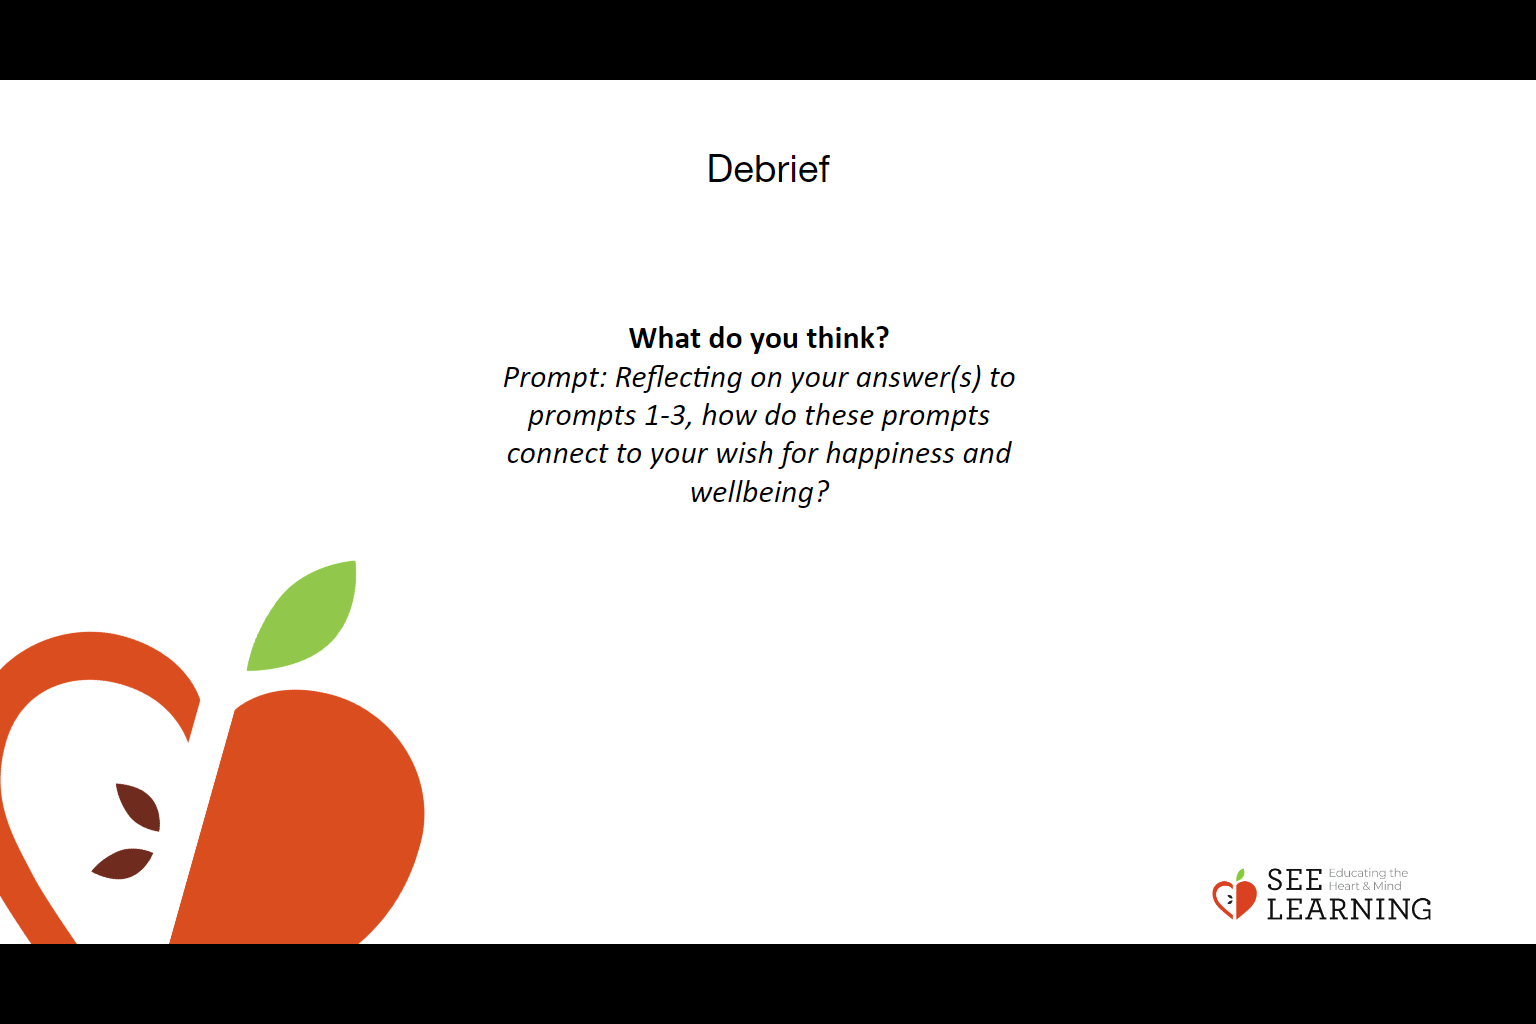 Debrief
What do you think?
Prompt: Reflecting on your answer(s) to
prompts 1-3, how do these prompts
connect to your wish for happiness and
wellbeing?
SEE Educating the
Heart & Mind
LEARNING